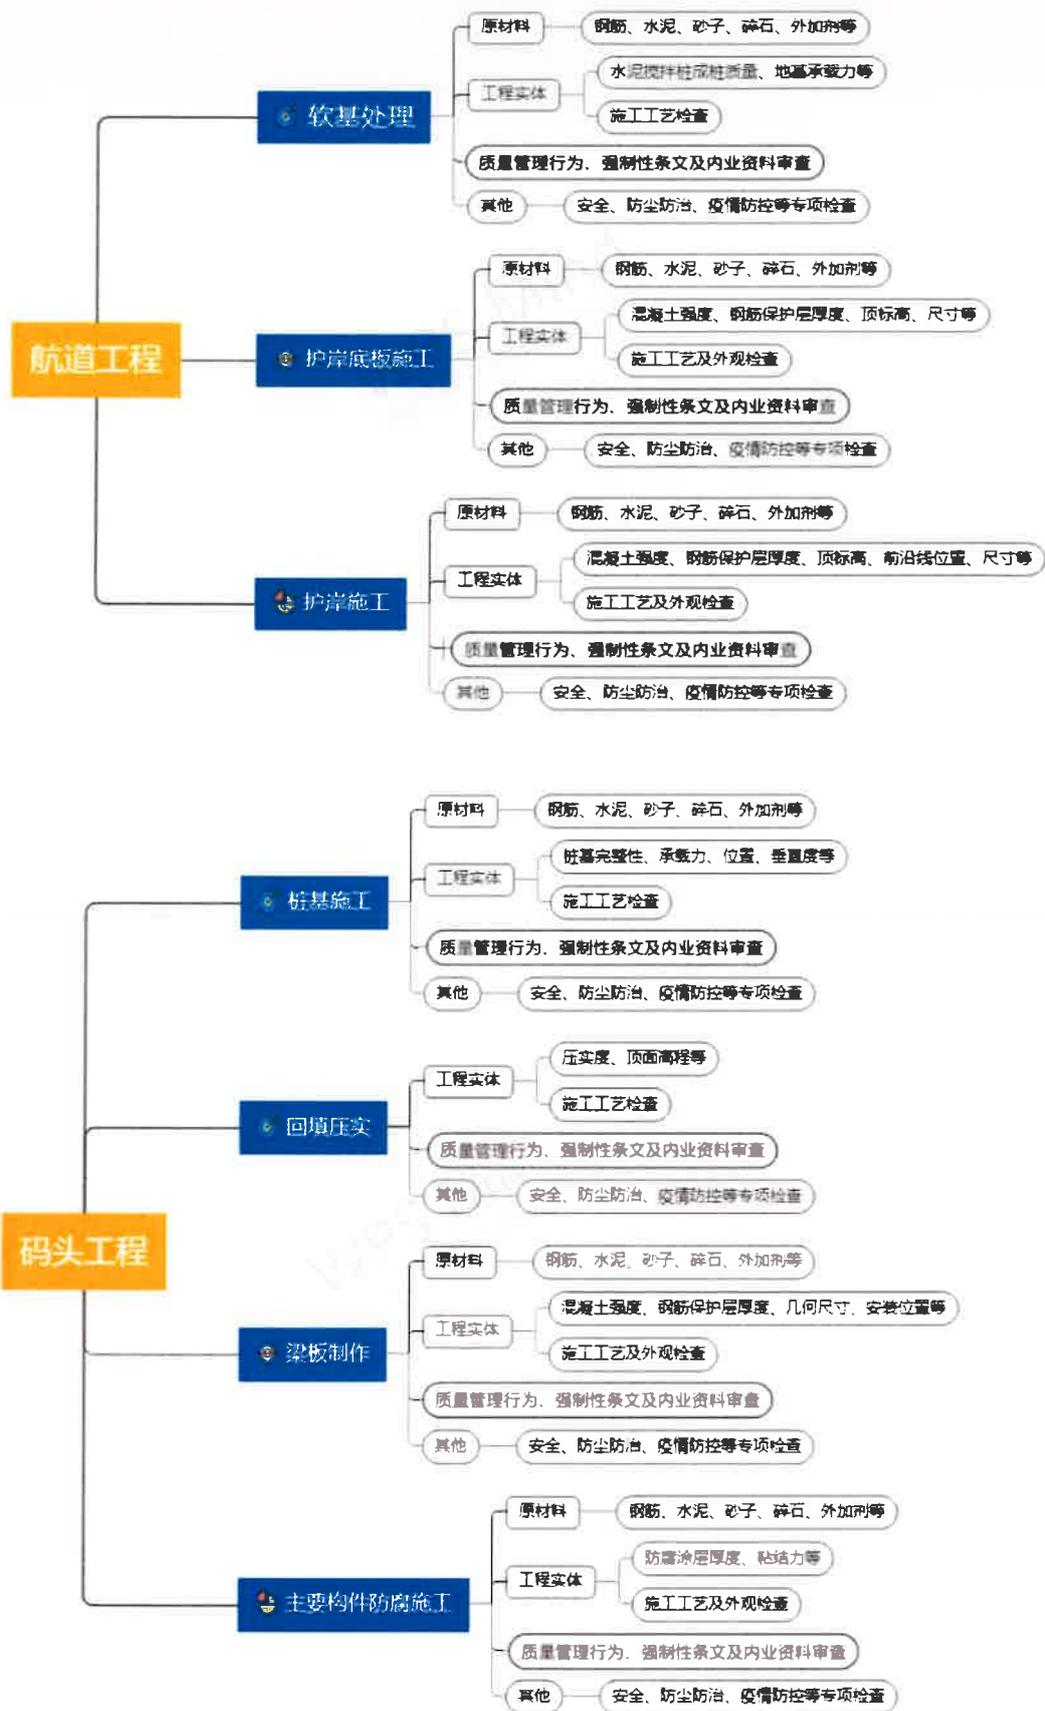 航道工程
软基处理
原材料
钢筋、水泥、砂子、碎石、外加剂等
工程实体
水泥搅拌桩成桩质量、地基承载力等
施工工艺检查
质量管理行为、强制性条文及内业资料审查
其他
安全、防尘防治、疫情防控等专项检查
护岸底板施工
原材料
钢筋、水泥、砂子、碎石、外加剂等
工程实体
混凝土强度、钢筋保护层厚度、顶标高、尺寸等
施工工艺及外观检查
质量管理行为、强制性条文及内业资料审查
其他
安全、防尘防治、疫情防控等专项检查
护岸施工
原材料
钢筋、水泥、砂子、碎石、外加剂等
工程实体
混凝土强度、钢筋保护层厚度、顶标高、前沿线位置、尺寸等
施工工艺及外观检查
质量管理行为、强制性条文及内业资料审查
其他
安全、防尘防治、疫情防控等专项检查
码头工程
桩基施工
原材料
钢筋、水泥、砂子、碎石、外加剂等
工程实体
桩基完整性、承载力、位置、垂直度等
施工工艺检查
质量管理行为、强制性条文及内业资料审查
其他
安全、防尘防治、疫情防控等专项检查
回填压实
工程实体
压实度、顶面高程等
施工工艺检查
质量管理行为、强制性条文及内业资料审查
其他
安全、防尘防治、疫情防控等专项检查
梁板制作
原材料
钢筋、水泥、砂子、碎石、外加剂等
工程实体
混凝土强度、钢筋保护层厚度、几何尺寸、安装位置等
施工工艺及外观检查
质量管理行为、强制性条文及内业资料审查
其他
安全、防尘防治、疫情防控等专项检查
主要构件防腐施工
原材料
钢筋、水泥、砂子、碎石、外加剂等
工程实体
防腐涂层厚度、粘结力等
施工工艺及外观检查
质量管理行为、强制性条文及内业资料审查
其他
安全、防尘防治、疫情防控等专项检查